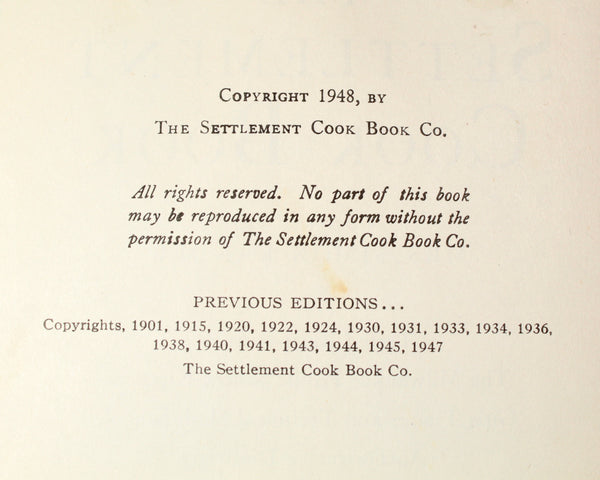 COPYRIGHT 1948, BY
THE SETTLEMENT COOK BOOK CO.
All rights reserved. No part of this book
may be reproduced in any form without the
permission of The Settlement Cook Book Co.
PREVIOUS EDITIONS...
Copyrights, 1901, 1915, 1920, 1922, 1924, 1930, 1931, 1933, 1934, 1936,
1938, 1940, 1941, 1943, 1944, 1945, 1947
The Settlement Cook Book Co.